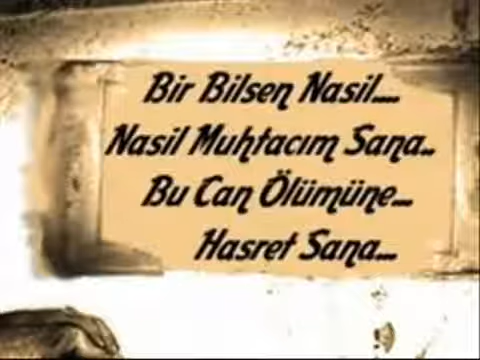 Bir Bilsen Nasil....
Nasil Muhtacım Sana..
Bu Can Ölümüne...
Hasret Sana...